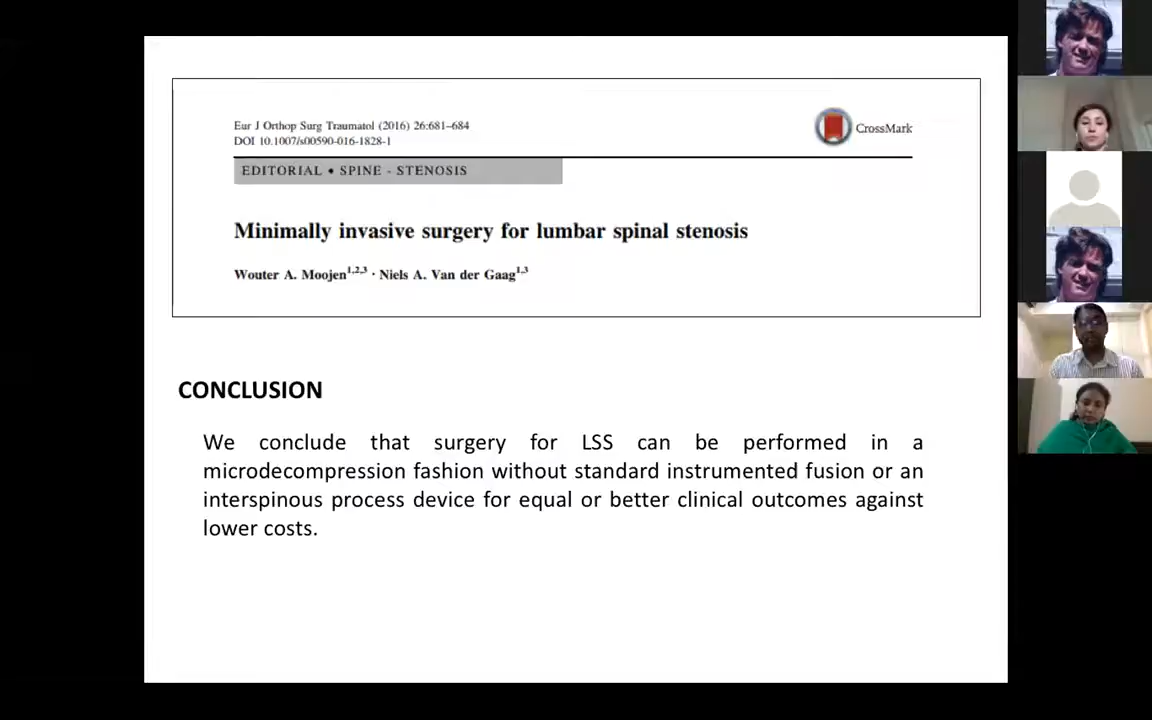 Eur J Orthop Surg Traumatol (2016) 26:681–684
DOI 10.1007/s00590-016-1828-1
CrossMark
EDITORIAL • SPINE - STENOSIS
Minimally invasive surgery for lumbar spinal stenosis
Wouter A. Moojen1,2,3 · Niels A. Van der Gaag1,3
CONCLUSION
We conclude that surgery for LSS can be performed in a
microdecompression fashion without standard instrumented fusion or an
interspinous process device for equal or better clinical outcomes against
lower costs.